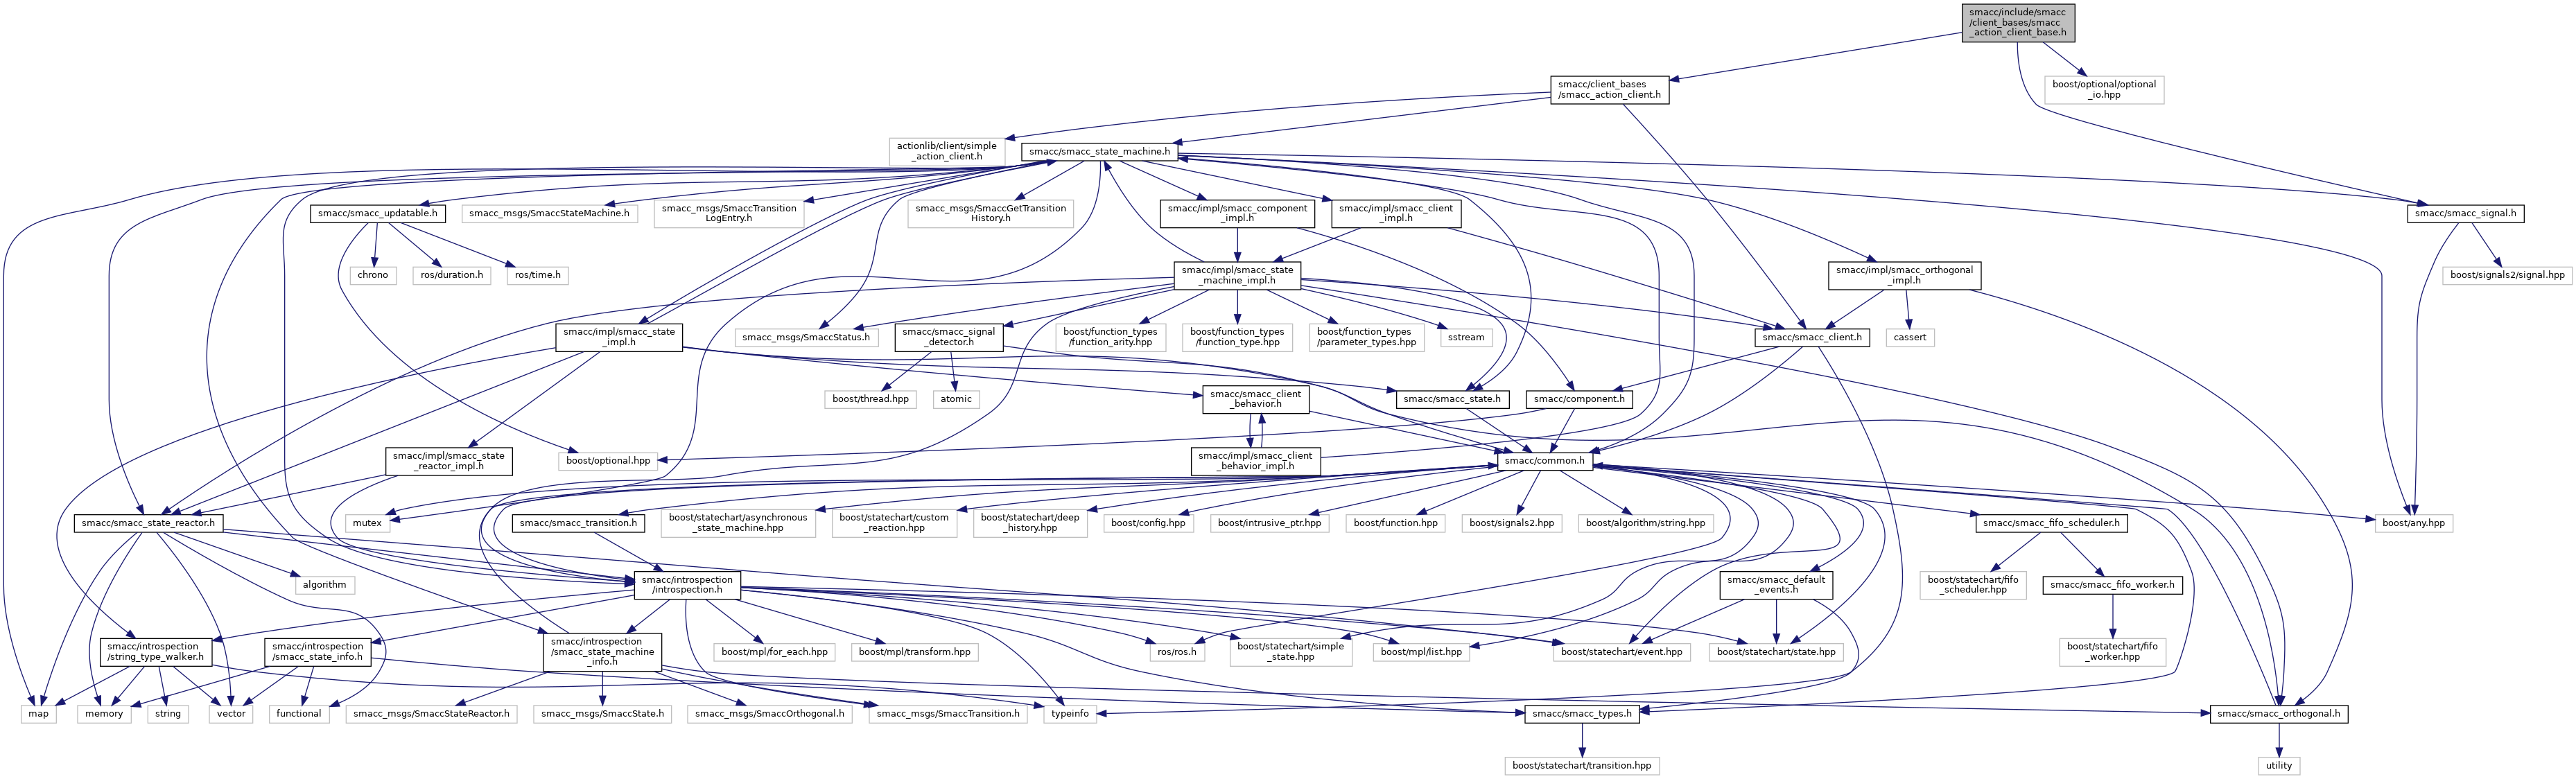 smacc/include/smacc
/client_bases/smacc
_action_client_base.h
smacc/client_bases
/smacc_action_client.h
boost/optional/optional
_io.hpp
actionlib/client/simple
_action_client.h
smacc/smacc_state_machine.h
smacc/smacc_updatable.h
smacc_msgs/SmaccStateMachine.h
smacc_msgs/SmaccTransition
LogEntry.h
smacc_msgs/SmaccGetTransition
History.h
smacc/impl/smacc_component
_impl.h
smacc/impl/smacc_client
_impl.h
smacc/smacc_signal.h
chrono
ros/duration.h
ros/time.h
smacc/impl/smacc_state
_machine_impl.h
smacc/impl/smacc_orthogonal
_impl.h
boost/signals2/signal.hpp
smacc/impl/smacc_state
_impl.h
smacc_msgs/SmaccStatus.h
smacc/smacc_signal
_detector.h
boost/function_types
/function_arity.hpp
boost/function_types
/function_type.hpp
boost/function_types
/parameter_types.hpp
sstream
smacc/smacc_client.h
cassert
boost/thread.hpp
atomic
smacc/smacc_client
_behavior.h
smacc/smacc_state.h
smacc/component.h
smacc/impl/smacc_state
_reactor_impl.h
boost/optional.hpp
smacc/impl/smacc_client
_behavior_impl.h
smacc/common.h
smacc/smacc_state_reactor.h
mutex
smacc/smacc_transition.h
boost/statechart/asynchronous
_state_machine.hpp
boost/statechart/custom
_reaction.hpp
boost/statechart/deep
_history.hpp
boost/config.hpp
boost/intrusive_ptr.hpp
boost/function.hpp
boost/signals2.hpp
boost/algorithm/string.hpp
smacc/smacc_fifo_scheduler.h
boost/any.hpp
algorithm
smacc/introspection
/introspection.h
smacc/smacc_default
_events.h
boost/statechart/fifo
_scheduler.hpp
smacc/smacc_fifo_worker.h
smacc/introspection
/string_type_walker.h
smacc/introspection
/smacc_state_info.h
smacc/introspection
/smacc_state_machine
_info.h
boost/mpl/for_each.hpp
boost/mpl/transform.hpp
ros/ros.h
boost/statechart/simple
_state.hpp
boost/mpl/list.hpp
boost/statechart/event.hpp
boost/statechart/state.hpp
boost/statechart/fifo
_worker.hpp
map
memory
string
vector
functional
smacc_msgs/SmaccStateReactor.h
smacc_msgs/SmaccState.h
smacc_msgs/SmaccOrthogonal.h
smacc_msgs/SmaccTransition.h
typeinfo
smacc/smacc_types.h
smacc/smacc_orthogonal.h
boost/statechart/transition.hpp
utility